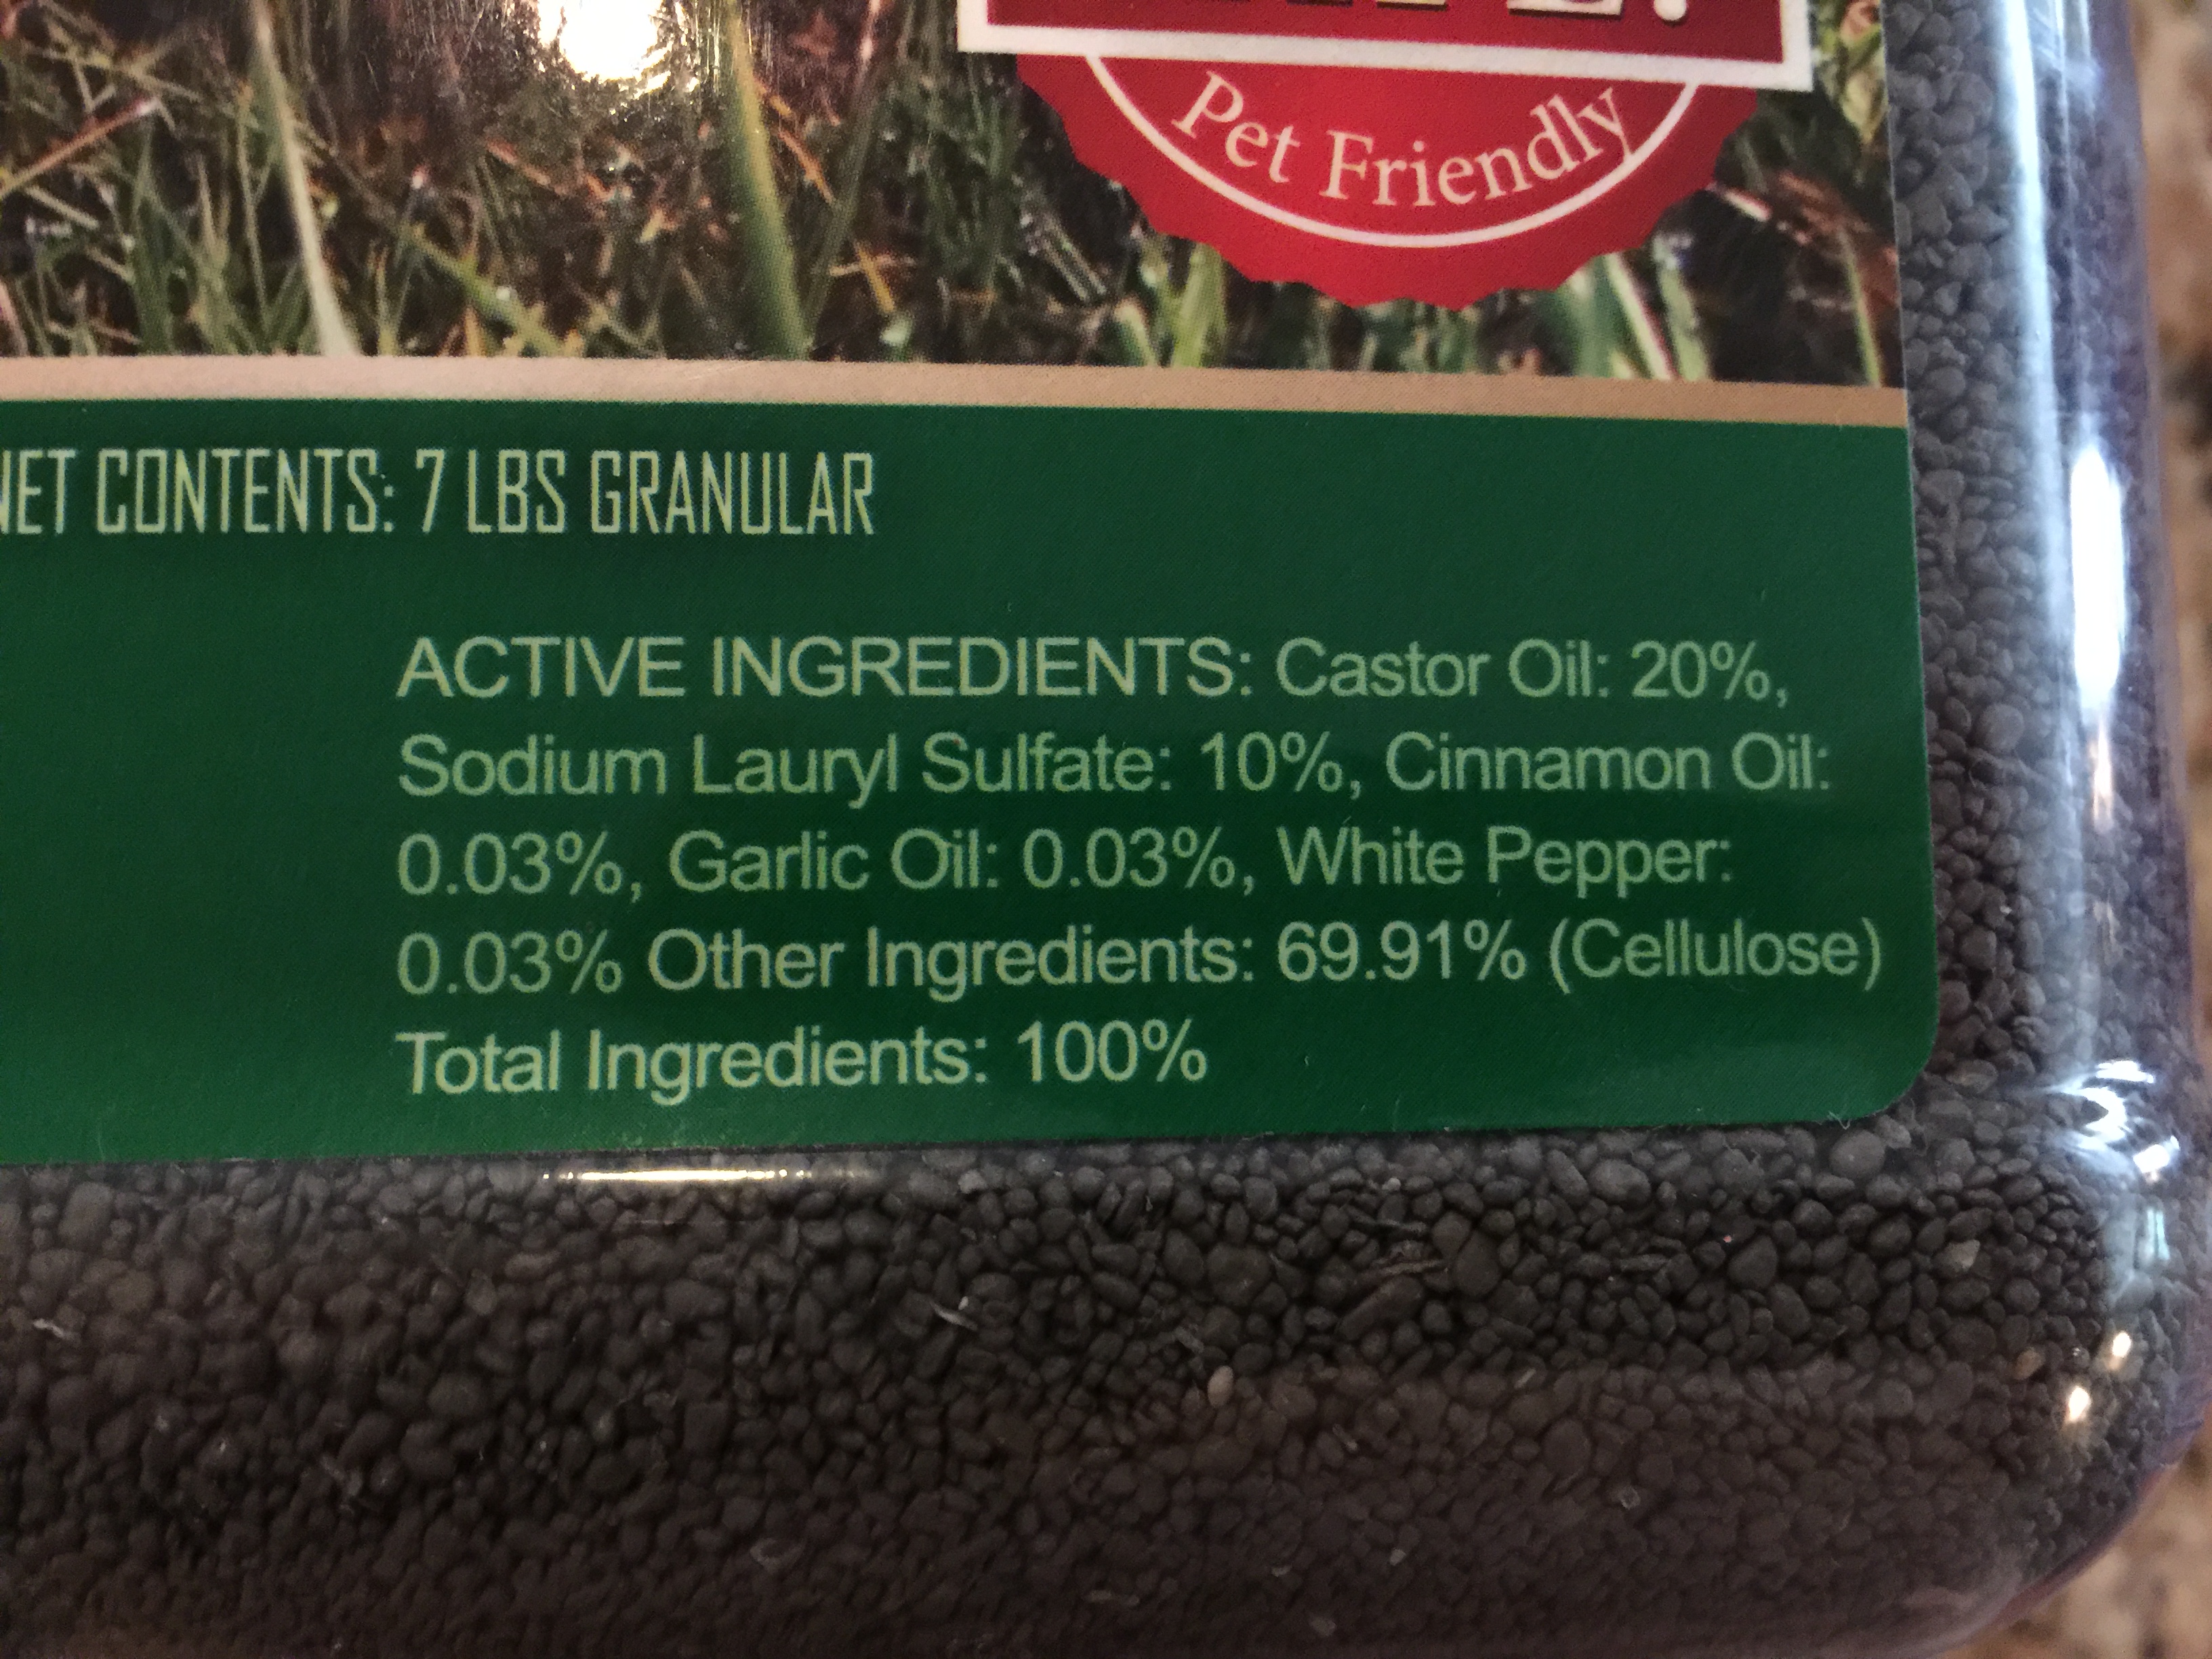 Pet Friendly
NET CONTENTS: 7 LBS GRANULAR
ACTIVE INGREDIENTS: Castor Oil: 20%,
Sodium Lauryl Sulfate: 10%, Cinnamon Oil:
0.03%, Garlic Oil: 0.03%, White Pepper:
0.03% Other Ingredients: 69.91% (Cellulose)
Total Ingredients: 100%